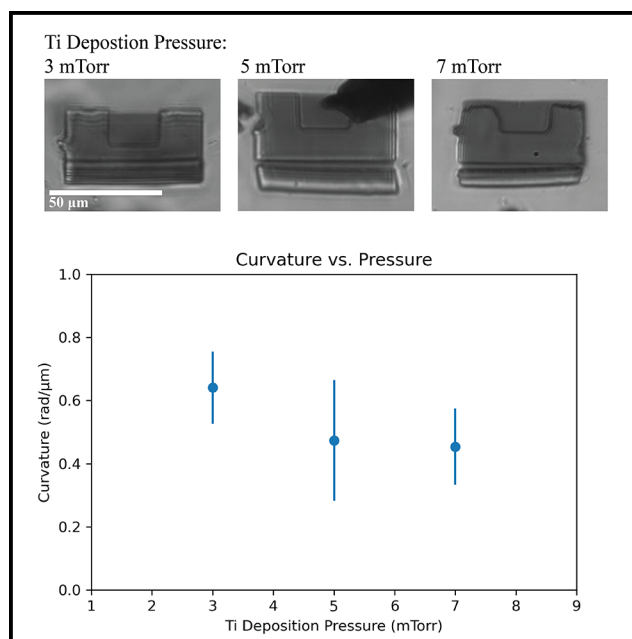 Ti Depostion Pressure:
3 mTorr 5 mTorr 7 mTorr
50 µm
Curvature vs. Pressure
1.0
0.8
0.6
0.4
0.2
0.0
Curvature (rad/µm)
1 2 3 4 5 6 7 8 9
Ti Deposition Pressure (mTorr)